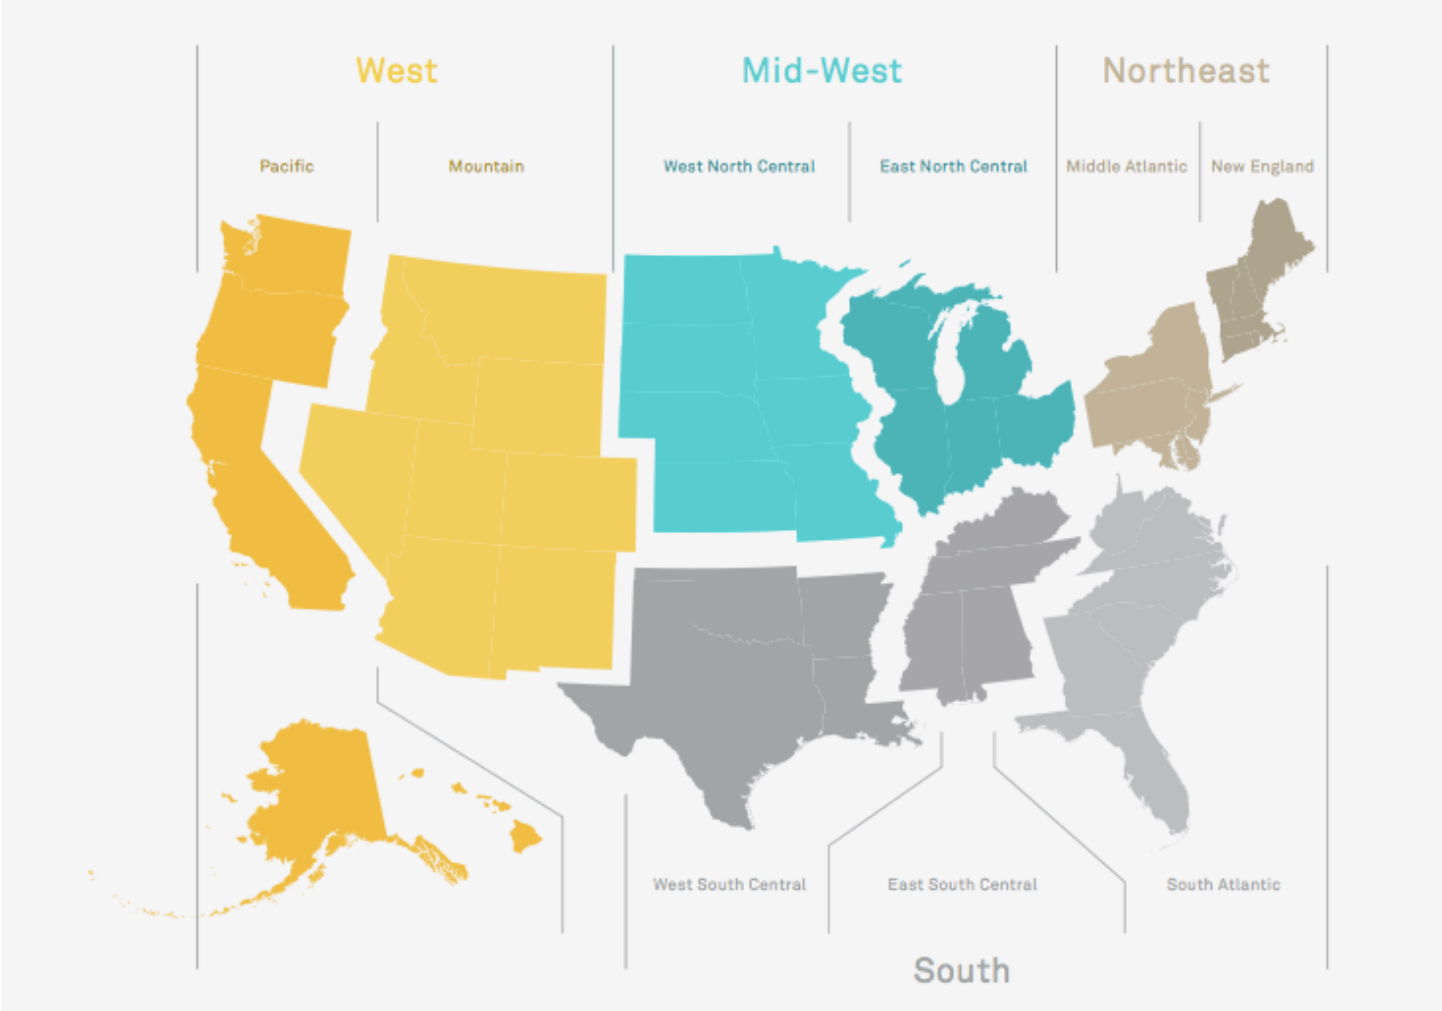 West
Mid-West
Northeast
Pacific
Mountain
West North Central
East North Central
Middle Atlantic
New England
West South Central
East South Central
South Atlantic
South